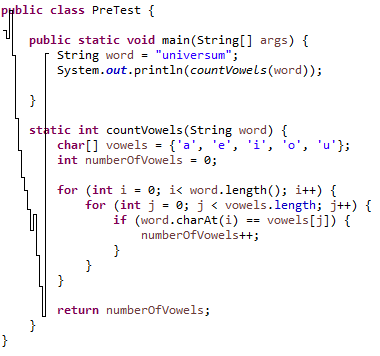 public class PreTest {
public static void main(String[] args) {
String word = "universum";
System.out.println(countVowels(word));
}
static int countVowels(String word) {
char[] vowels = {'a', 'e', 'i', 'o', 'u'};
int numberOfVowels = 0;
for (int i = 0; i< word.length(); i++) {
for (int j = 0; j < vowels.length; j++) {
if (word.charAt(i) == vowels[j]) {
numberOfVowels++;
}
}
}
return numberOfVowels;
}
}